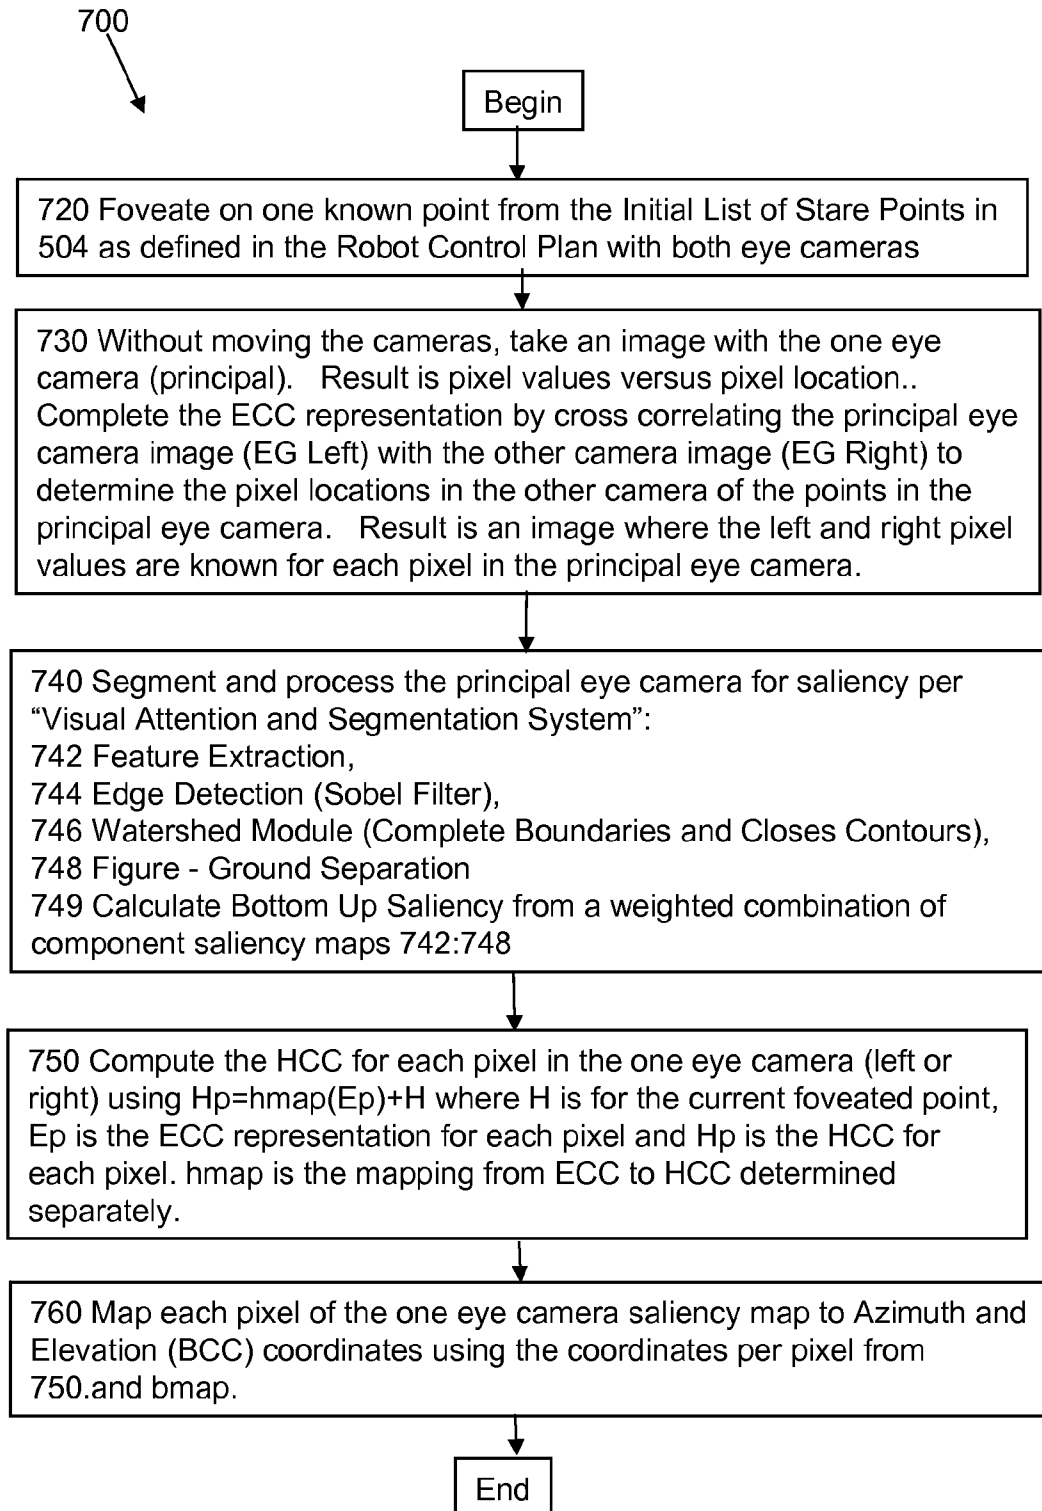 700
Begin
720 Foveate on one known point from the Initial List of Stare Points in
504 as defined in the Robot Control Plan with both eye cameras
730 Without moving the cameras, take an image with the one eye
camera (principal).   Result is pixel values versus pixel location..
Complete the ECC representation by cross correlating the principal eye
camera image (EG Left) with the other camera image (EG Right) to
determine the pixel locations in the other camera of the points in the
principal eye camera.   Result is an image where the left and right pixel
values are known for each pixel in the principal eye camera.
740 Segment and process the principal eye camera for saliency per
“Visual Attention and Segmentation System”:
742 Feature Extraction,
744 Edge Detection (Sobel Filter),
746 Watershed Module (Complete Boundaries and Closes Contours),
748 Figure - Ground Separation
749 Calculate Bottom Up Saliency from a weighted combination of
component saliency maps 742:748
750 Compute the HCC for each pixel in the one eye camera (left or
right) using Hp=hmap(Ep)+H where H is for the current foveated point,
Ep is the ECC representation for each pixel and Hp is the HCC for
each pixel. hmap is the mapping from ECC to HCC determined
separately.
760 Map each pixel of the one eye camera saliency map to Azimuth and
Elevation (BCC) coordinates using the coordinates per pixel from
750.and bmap.
End